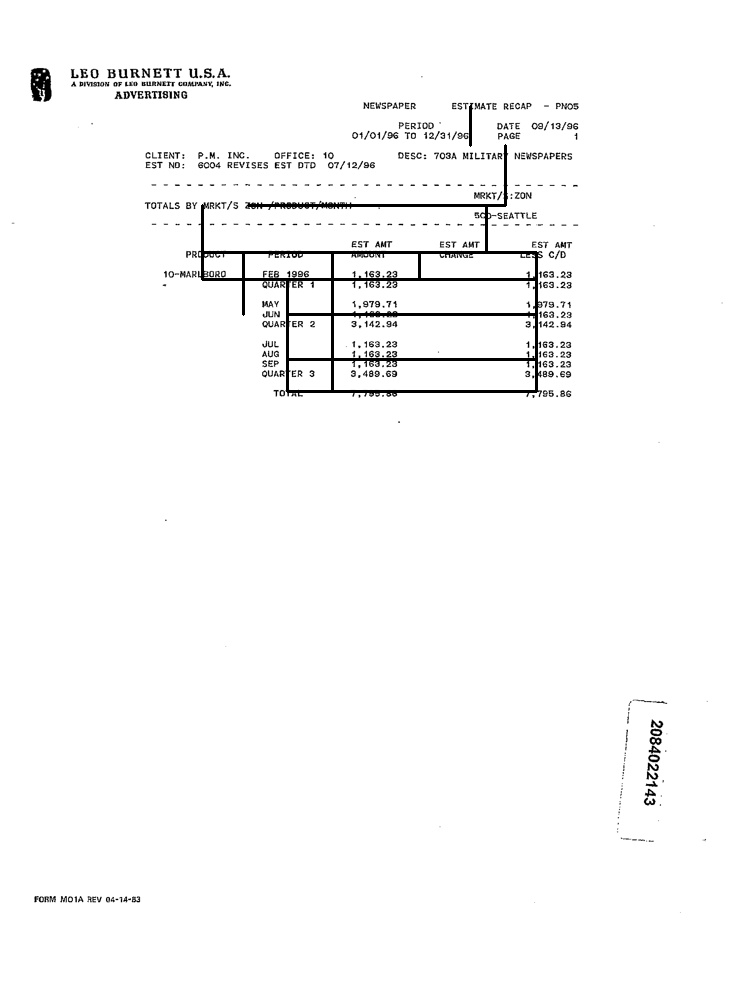 LEO BURNETT U.S.A.
A DIVISION OF LEO BURNETT COMPANY, INC.
ADVERTISING
NEWSPAPER ESTIMATE RECAP - PNO5
PERIOD DATE 09/13/96
01/01/96 TO 12/31/96 PAGE 1
CLIENT: P.M. INC. OFFICE: 10 DESC: 703A MILITARY NEWSPAPERS
EST NO: 6004 REVISES EST DTD 07/12/96
MRKT/S:ZON
TOTALS BY MRKT/S ZON /PRODUCT/MONTH
500-SEATTLE
EST AMT EST AMT EST AMT
PRODUCT PERIOD AMOUNT CHANGE LESS C/D
10-MARLBORO FEB 1996 1,163.23 1,163.23
- QUARTER 1 1,163.23 1,163.23
MAY 1,979.71 1,979.71
JUN 1,163.23
QUARTER 2 3,142.94 3,142.94
JUL 1,163.23 1,163.23
AUG 1,163.23 1,163.23
SEP 1,163.23 1,163.23
QUARTER 3 3,489.69 3,489.69
TOTAL 7,795.86 7,795.86
2084022143
FORM MO1A REV 04-14-83